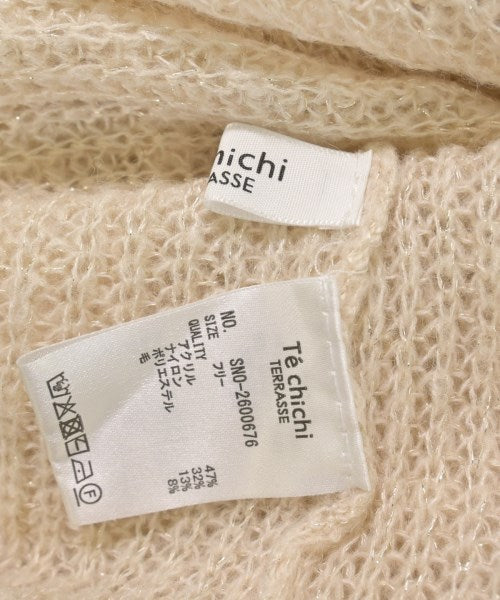 chichi
TERRASSE
Té chichi
TERRASSE
NO. SNO-2600676
SIZE フリー
QUALITY
アクリル 47%
ナイロン 32%
ポリエステル 13%
毛 8%
F